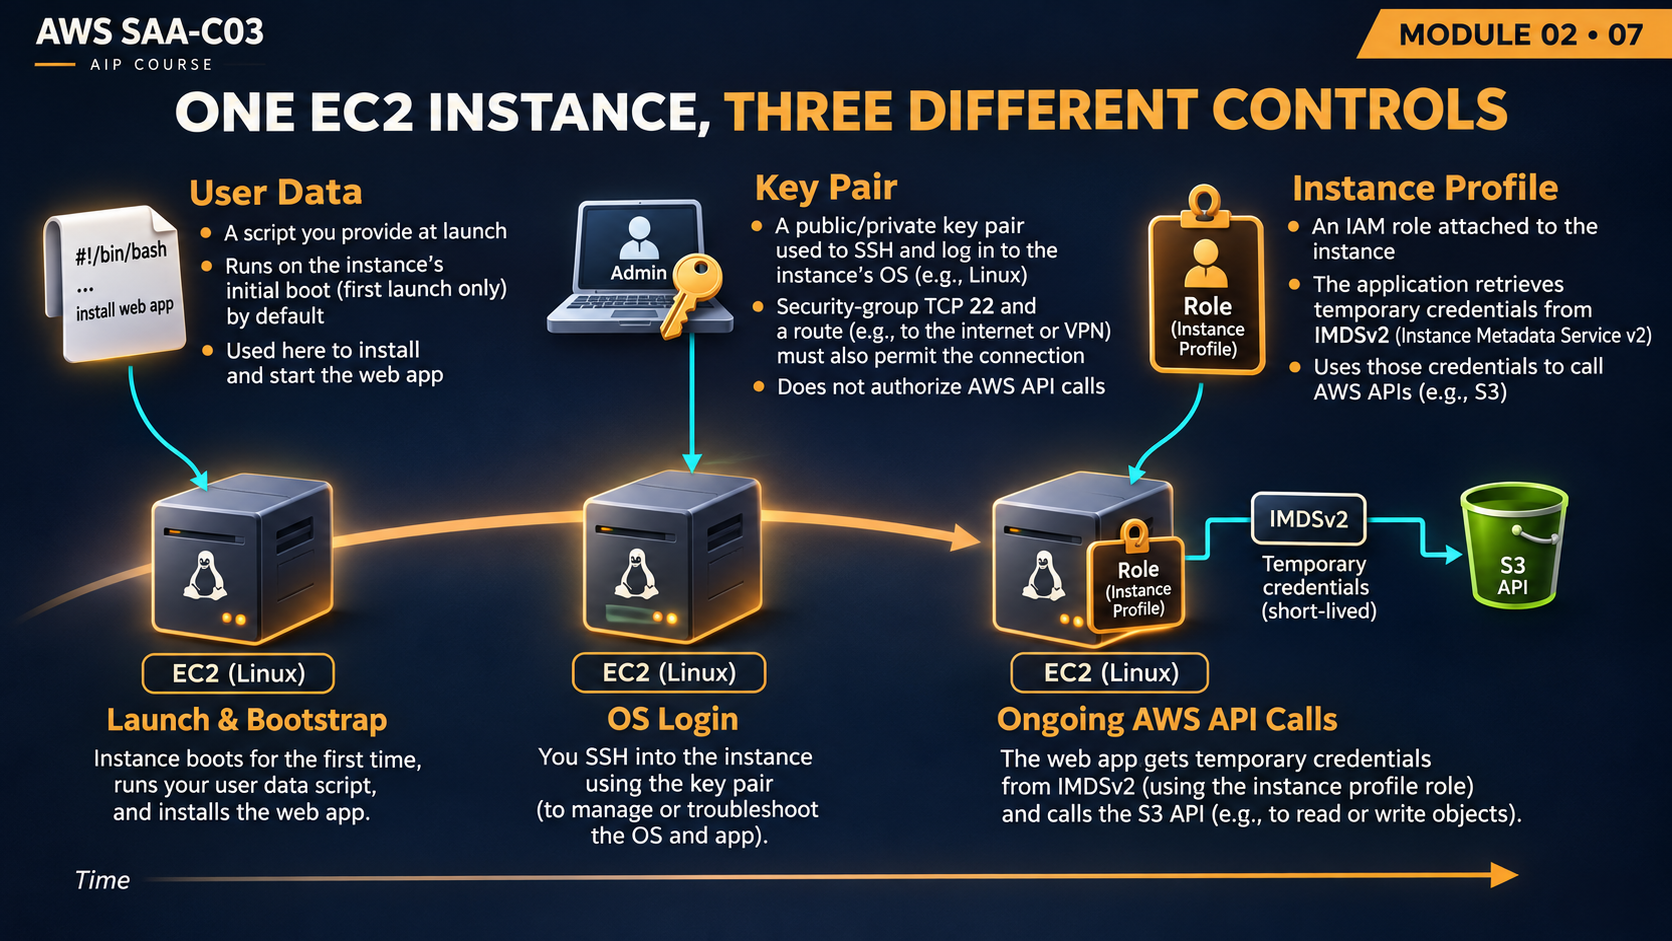 AWS SAA-C03
AIP COURSE
MODULE 02 • 07
ONE EC2 INSTANCE, THREE DIFFERENT CONTROLS
User Data
• A script you provide at launch
• Runs on the instance's
initial boot (first launch only)
by default
• Used here to install
and start the web app
#!/bin/bash
...
install web app
Key Pair
• A public/private key pair
used to SSH and log in to the
instance's OS (e.g., Linux)
• Security-group TCP 22 and
a route (e.g., to the internet or VPN)
must also permit the connection
• Does not authorize AWS API calls
Admin
Instance Profile
• An IAM role attached to the
instance
• The application retrieves
temporary credentials from
IMDSv2 (Instance Metadata Service v2)
• Uses those credentials to call
AWS APIs (e.g., S3)
Role
(Instance
Profile)
EC2 (Linux)
Launch & Bootstrap
Instance boots for the first time,
runs your user data script,
and installs the web app.
EC2 (Linux)
OS Login
You SSH into the instance
using the key pair
(to manage or troubleshoot
the OS and app).
Role
(Instance
Profile)
IMDSv2
Temporary
credentials
(short-lived)
S3
API
EC2 (Linux)
Ongoing AWS API Calls
The web app gets temporary credentials
from IMDSv2 (using the instance profile role)
and calls the S3 API (e.g., to read or write objects).
Time